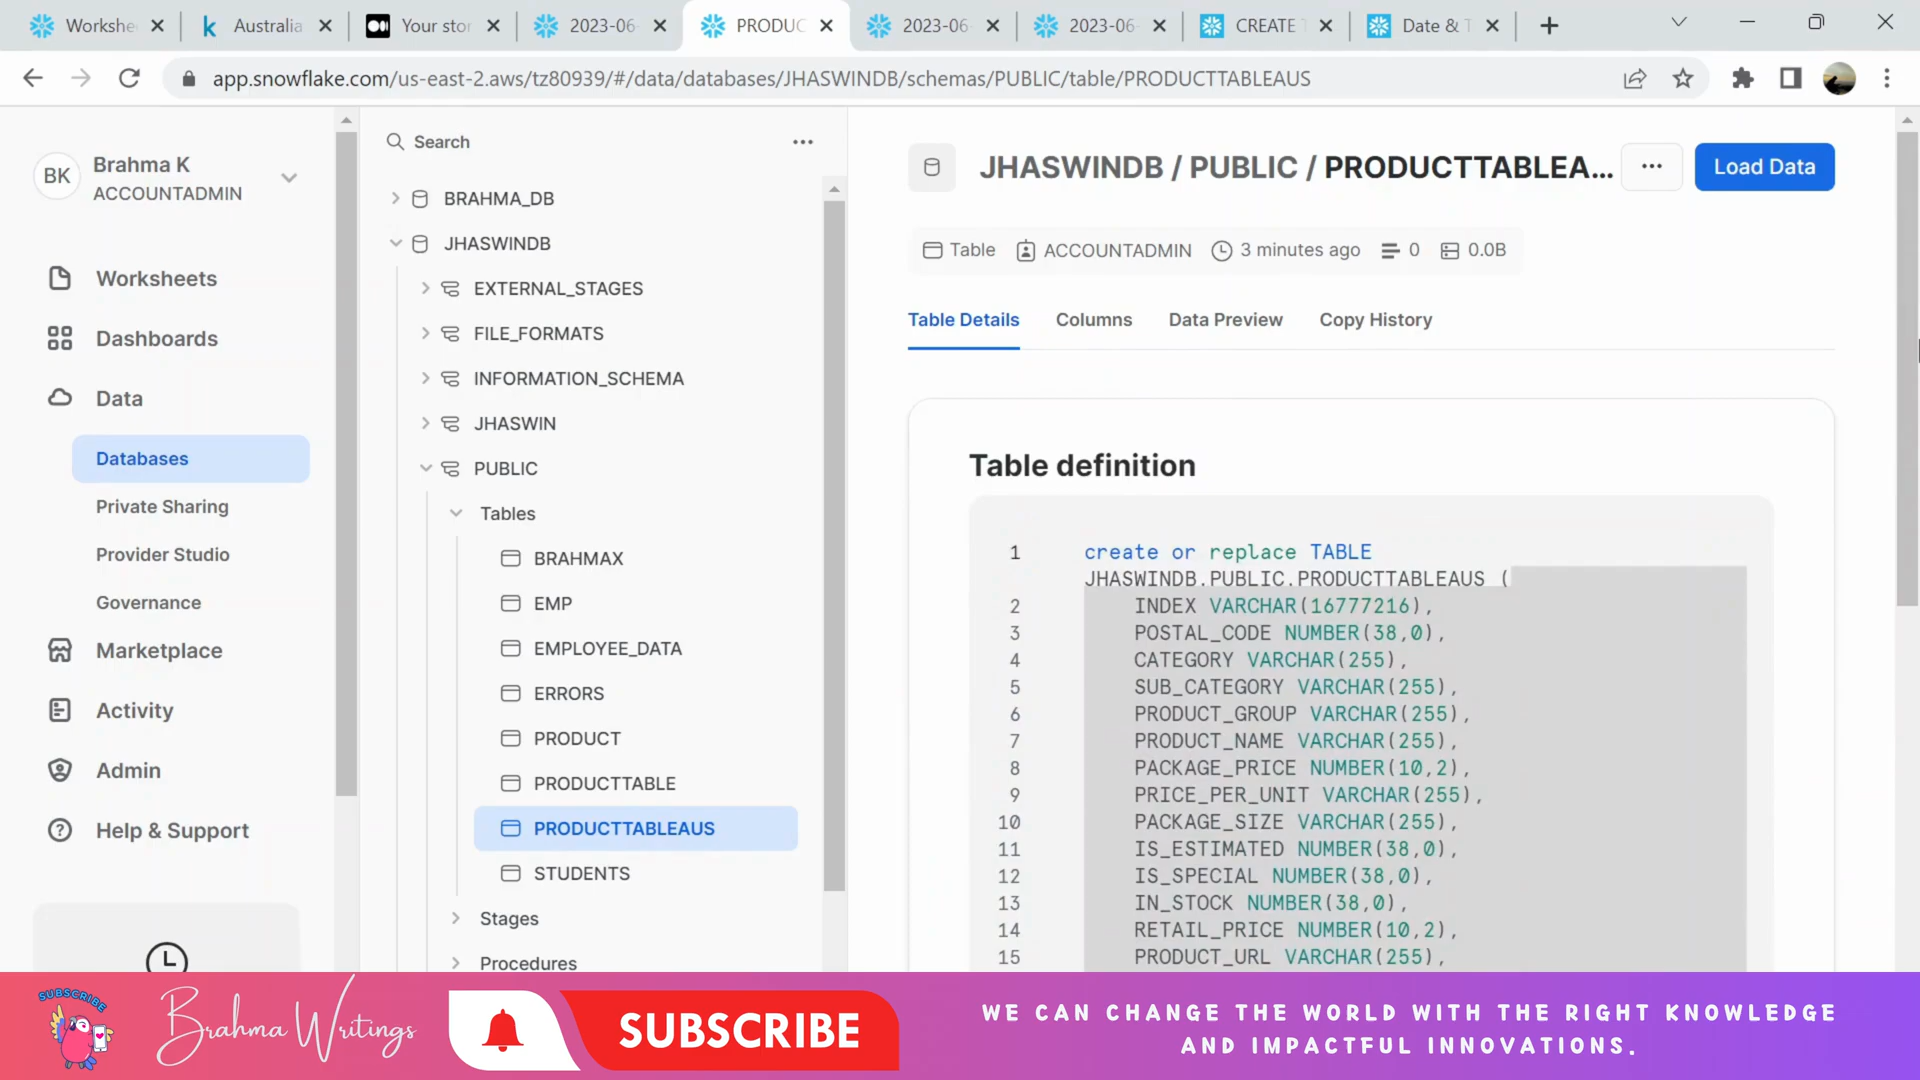 Workshe
Australia
Your stor
2023-06-
PRODUC
2023-06-
2023-06-
CREATE T
Date & T
app.snowflake.com/us-east-2.aws/tz80939/#/data/databases/JHASWINDB/schemas/PUBLIC/table/PRODUCTTABLEAUS
BK
Brahma K
ACCOUNTADMIN
Worksheets
Dashboards
Data
Databases
Private Sharing
Provider Studio
Governance
Marketplace
Activity
Admin
Help & Support
Search
BRAHMA_DB
JHASWINDB
EXTERNAL_STAGES
FILE_FORMATS
INFORMATION_SCHEMA
JHASWIN
PUBLIC
Tables
BRAHMAX
EMP
EMPLOYEE_DATA
ERRORS
PRODUCT
PRODUCTTABLE
PRODUCTTABLEAUS
STUDENTS
Stages
Procedures
JHASWINDB / PUBLIC / PRODUCTTABLEA...
Load Data
Table ACCOUNTADMIN 3 minutes ago 0 0.0B
Table Details Columns Data Preview Copy History
Table definition
1 create or replace TABLE
JHASWINDB.PUBLIC.PRODUCTTABLEAUS (
2 INDEX VARCHAR(16777216),
3 POSTAL_CODE NUMBER(38,0),
4 CATEGORY VARCHAR(255),
5 SUB_CATEGORY VARCHAR(255),
6 PRODUCT_GROUP VARCHAR(255),
7 PRODUCT_NAME VARCHAR(255),
8 PACKAGE_PRICE NUMBER(10,2),
9 PRICE_PER_UNIT VARCHAR(255),
10 PACKAGE_SIZE VARCHAR(255),
11 IS_ESTIMATED NUMBER(38,0),
12 IS_SPECIAL NUMBER(38,0),
13 IN_STOCK NUMBER(38,0),
14 RETAIL_PRICE NUMBER(10,2),
15 PRODUCT_URL VARCHAR(255),
SUBSCRIBE
Brahma Writings
SUBSCRIBE
WE CAN CHANGE THE WORLD WITH THE RIGHT KNOWLEDGE
AND IMPACTFUL INNOVATIONS.